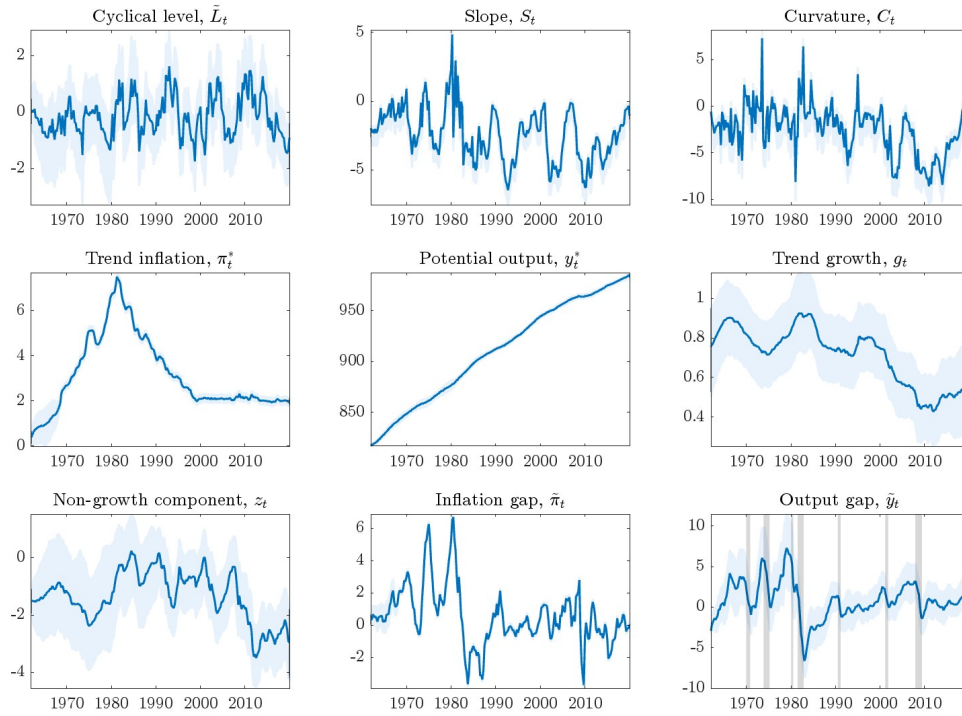 Cyclical level, L̃ₜ
2
0
-2
1970 1980 1990 2000 2010
Slope, Sₜ
5
0
-5
1970 1980 1990 2000 2010
Curvature, Cₜ
5
0
-5
-10
1970 1980 1990 2000 2010
Trend inflation, π*ₜ
6
4
2
0
1970 1980 1990 2000 2010
Potential output, y*ₜ
950
900
850
1970 1980 1990 2000 2010
Trend growth, gₜ
1
0.8
0.6
0.4
1970 1980 1990 2000 2010
Non-growth component, zₜ
0
-2
-4
1970 1980 1990 2000 2010
Inflation gap, π̃ₜ
6
4
2
0
-2
1970 1980 1990 2000 2010
Output gap, ỹₜ
10
5
0
-5
-10
1970 1980 1990 2000 2010